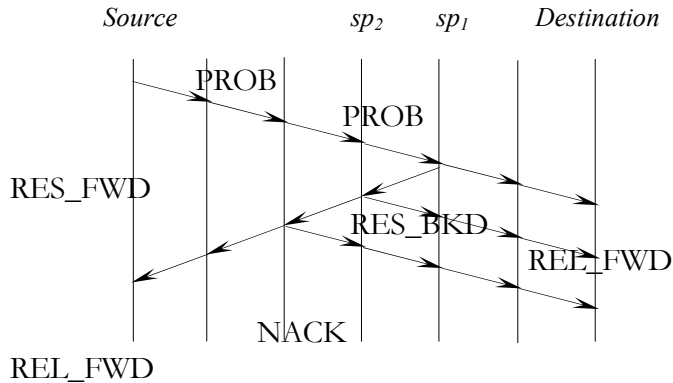 Source sp2 sp1 Destination
PROB
PROB
RES_FWD
RES_BKD
REL_FWD
NACK
REL_FWD